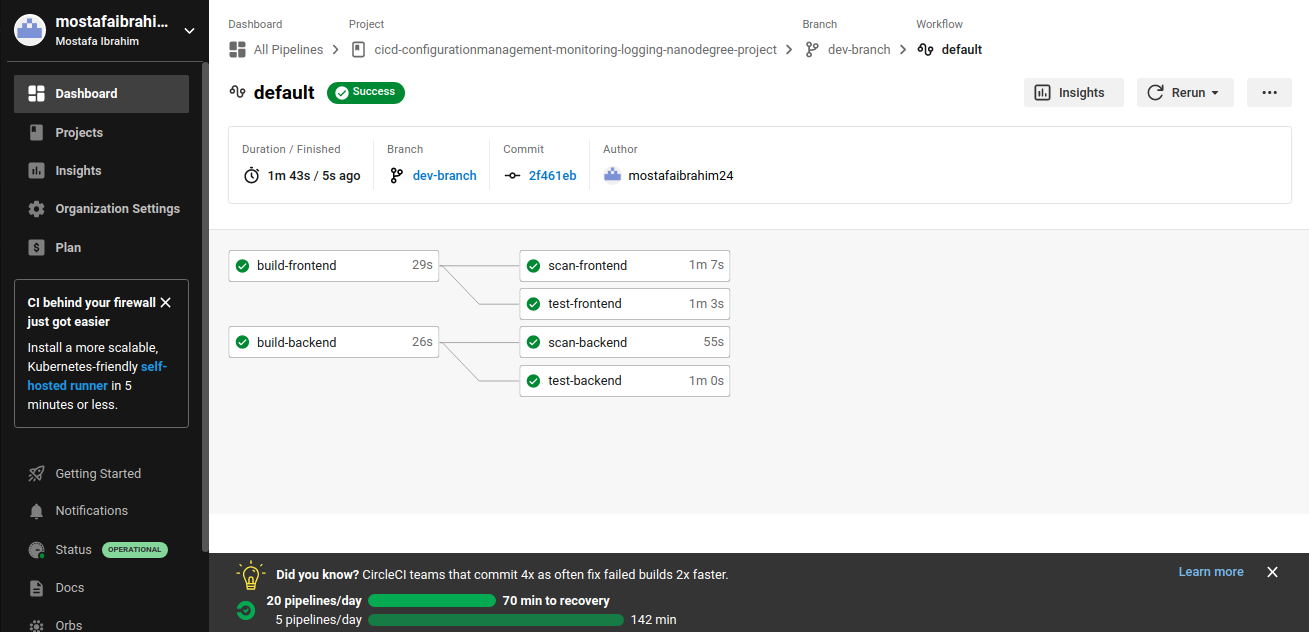 mostafaibrahi...
Mostafa Ibrahim
Dashboard
Projects
Insights
Organization Settings
Plan
CI behind your firewall
just got easier
Install a more scalable,
Kubernetes-friendly self-
hosted runner in 5
minutes or less.
Getting Started
Notifications
Status OPERATIONAL
Docs
Orbs
Dashboard Project Branch Workflow
All Pipelines cicd-configurationmanagement-monitoring-logging-nanodegree-project dev-branch default
default Success
Insights Rerun ...
Duration / Finished Branch Commit Author
1m 43s / 5s ago dev-branch 2f461eb mostafaibrahim24
build-frontend 29s scan-frontend 1m 7s
test-frontend 1m 3s
build-backend 26s scan-backend 55s
test-backend 1m 0s
Did you know? CircleCI teams that commit 4x as often fix failed builds 2x faster. Learn more
20 pipelines/day 70 min to recovery
5 pipelines/day 142 min